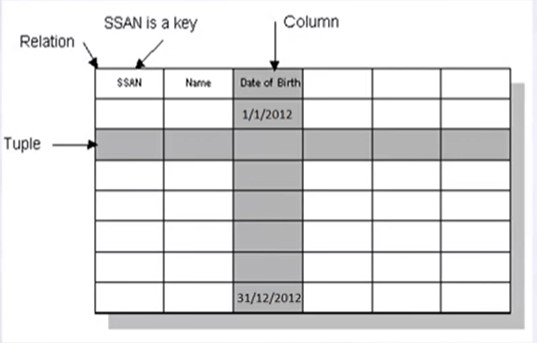 SSAN is a key
Column
Relation
SSAN Name Date of Birth
1/1/2012
Tuple
31/12/2012